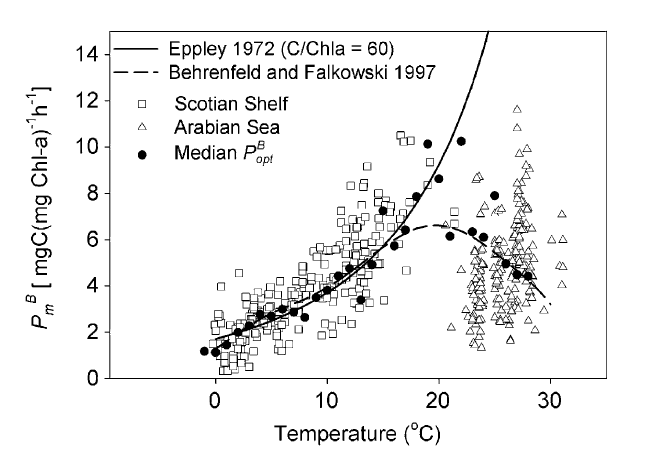 Eppley 1972 (C/Chla = 60)
Behrenfeld and Falkowski 1997
Scotian Shelf
Arabian Sea
Median P^B_opt
P_m^B [ mgC(mg Chl-a)^-1h^-1]
14
12
10
8
6
4
2
0
0 10 20 30
Temperature (°C)